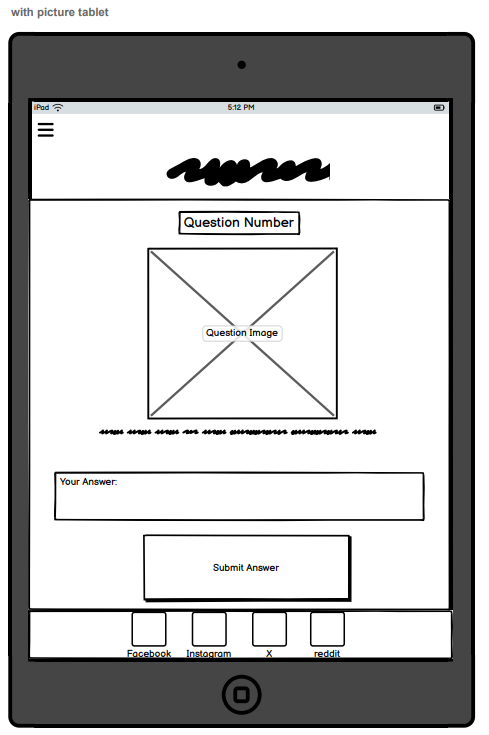 with picture tablet
iPad 5:12 PM
Question Number
Question Image
Your Answer:
Submit Answer
Facebook Instagram X reddit